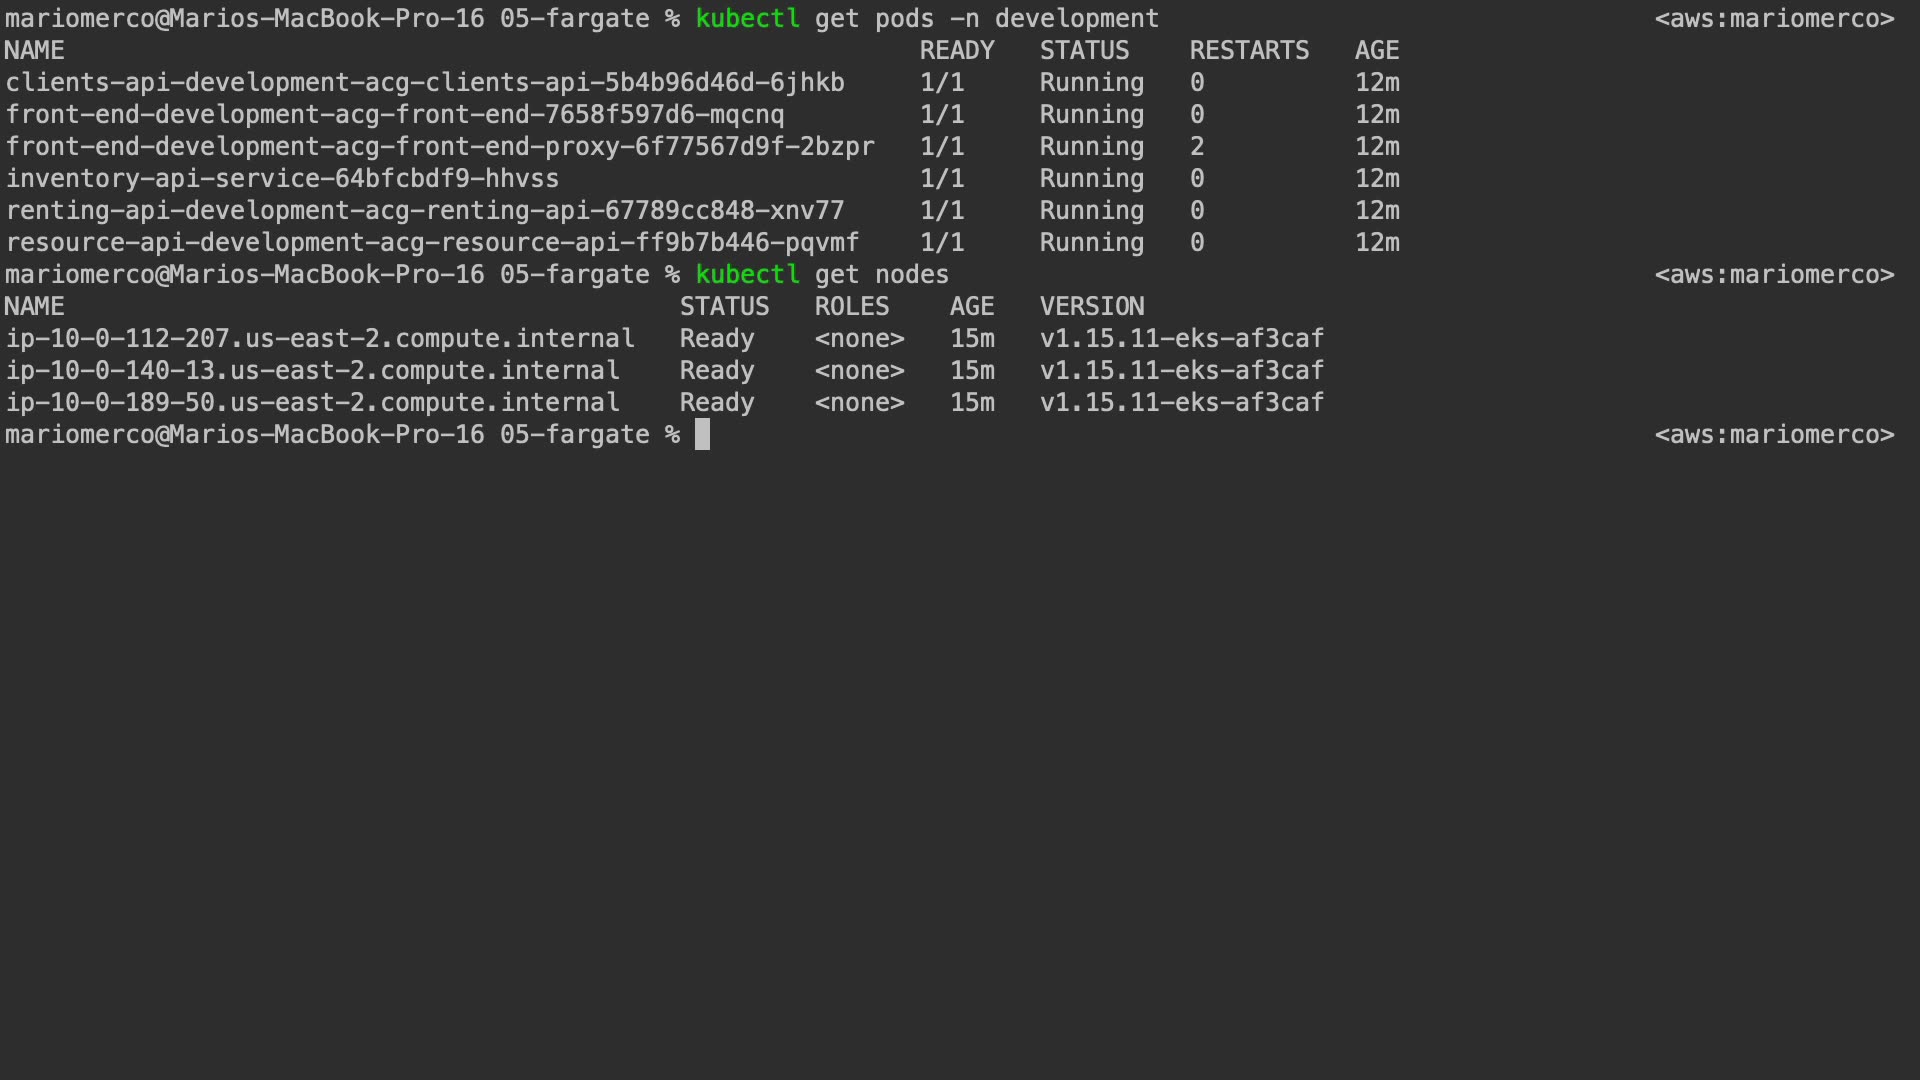 mariomerco@Marios-MacBook-Pro-16 05-fargate % kubectl get pods -n development <aws:mariomerco>
NAME READY STATUS RESTARTS AGE
clients-api-development-acg-clients-api-5b4b96d46d-6jhkb 1/1 Running 0 12m
front-end-development-acg-front-end-7658f597d6-mqcnq 1/1 Running 0 12m
front-end-development-acg-front-end-proxy-6f77567d9f-2bzpr 1/1 Running 2 12m
inventory-api-service-64bfcbdf9-hhvss 1/1 Running 0 12m
renting-api-development-acg-renting-api-67789cc848-xnv77 1/1 Running 0 12m
resource-api-development-acg-resource-api-ff9b7b446-pqvmf 1/1 Running 0 12m
mariomerco@Marios-MacBook-Pro-16 05-fargate % kubectl get nodes <aws:mariomerco>
NAME STATUS ROLES AGE VERSION
ip-10-0-112-207.us-east-2.compute.internal Ready <none> 15m v1.15.11-eks-af3caf
ip-10-0-140-13.us-east-2.compute.internal Ready <none> 15m v1.15.11-eks-af3caf
ip-10-0-189-50.us-east-2.compute.internal Ready <none> 15m v1.15.11-eks-af3caf
mariomerco@Marios-MacBook-Pro-16 05-fargate % <aws:mariomerco>